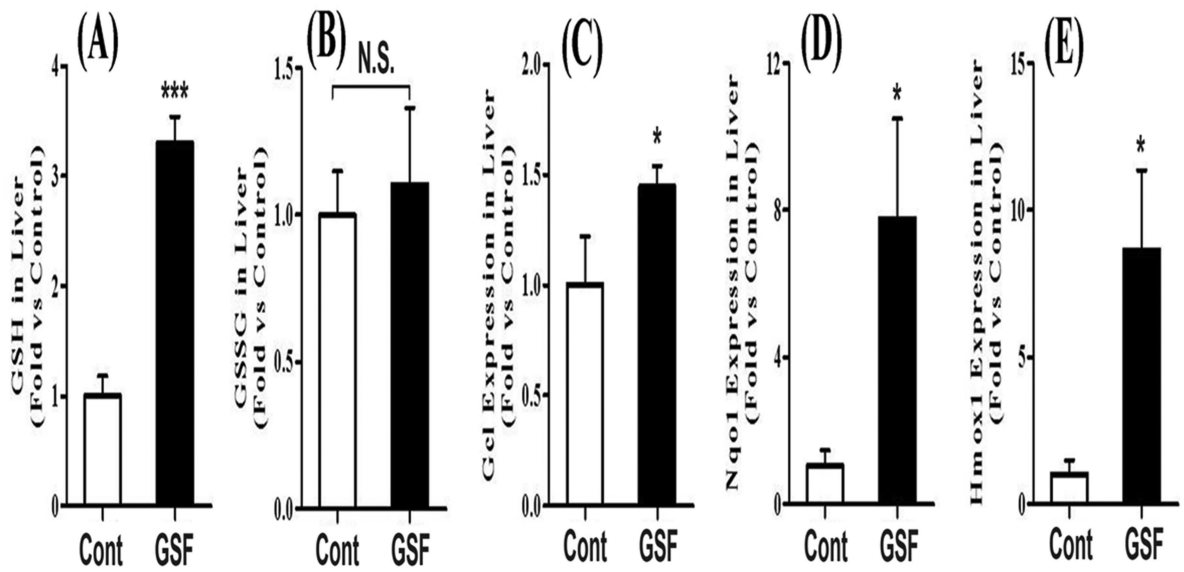 (A)
GSH in Liver
(Fold vs Control)
4
3
2
1
0
***
Cont
GSF
(B)
GSSG in Liver
(Fold vs Control)
1.5
1.0
0.5
0.0
N.S.
Cont
GSF
(C)
Gcl Expression in Liver
(Fold vs Control)
2.0
1.5
1.0
0.5
0.0
*
Cont
GSF
(D)
Nqo1 Expression in Liver
(Fold vs Control)
12
8
4
0
*
Cont
GSF
(E)
Hmox1 Expression in Liver
(Fold vs Control)
15
10
5
0
*
Cont
GSF